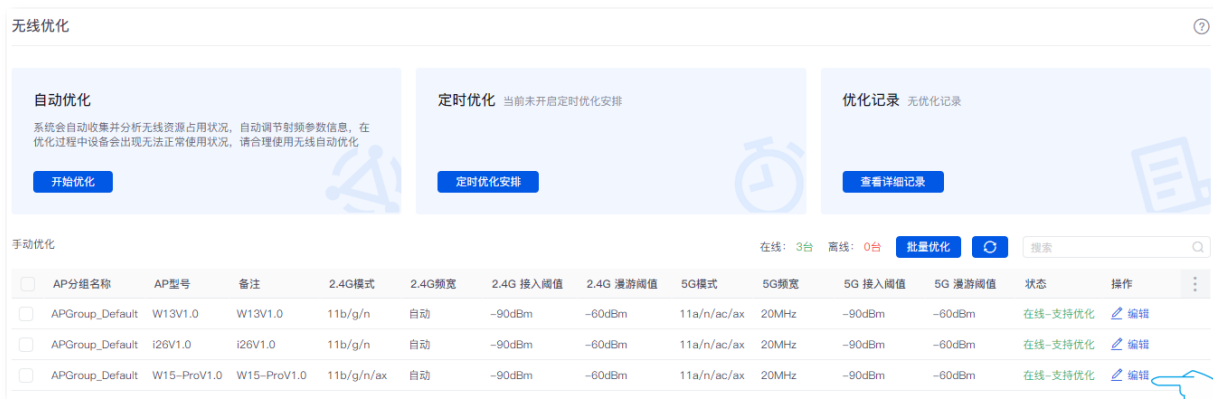 无线优化
自动优化
系统会自动收集并分析无线资源占用状况，自动调节射频参数信息，在
优化过程中设备会出现无法正常使用状况，请合理使用无线自动优化
开始优化
定时优化 当前未开启定时优化安排
定时优化安排
优化记录 无优化记录
查看详细记录
手动优化 在线： 3台 离线： 0台 批量优化 搜索
AP分组名称 AP型号 备注 2.4G模式 2.4G频宽 2.4G 接入阈值 2.4G 漫游阈值 5G模式 5G频宽 5G 接入阈值 5G 漫游阈值 状态 操作
APGroup_Default W13V1.0 W13V1.0 11b/g/n 自动 -90dBm -60dBm 11a/n/ac/ax 20MHz -90dBm -60dBm 在线-支持优化 编辑
APGroup_Default i26V1.0 i26V1.0 11b/g/n 自动 -90dBm -60dBm 11a/n/ac/ax 20MHz -90dBm -60dBm 在线-支持优化 编辑
APGroup_Default W15-ProV1.0 W15-ProV1.0 11b/g/n/ax 自动 -90dBm -60dBm 11a/n/ac/ax 20MHz -90dBm -60dBm 在线-支持优化 编辑